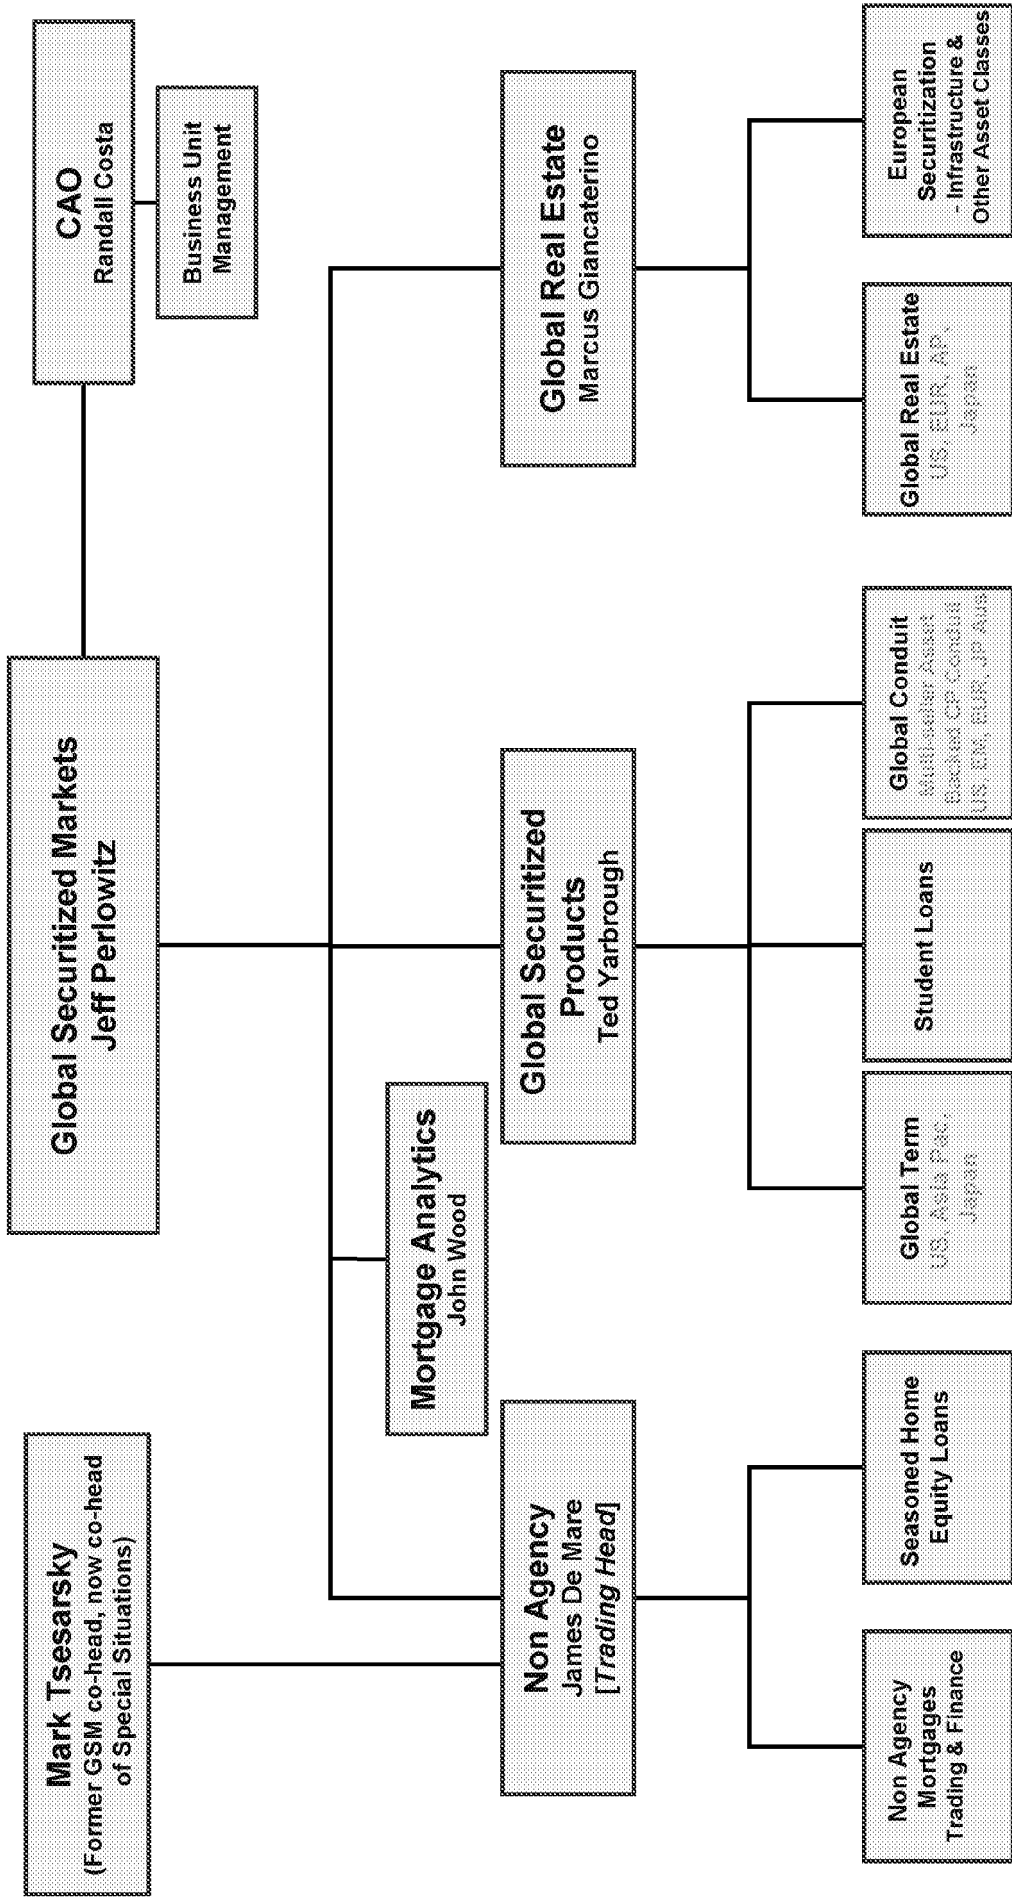 Mark Tsesarsky
(Former GSM co-head, now co-head
of Special Situations)
Global Securitized Markets
Jeff Perlowitz
CAO
Randall Costa
Business Unit
Management
Mortgage Analytics
John Wood
Non Agency
James De Mare
[Trading Head]
Global Securitized
Products
Ted Yarbrough
Global Real Estate
Marcus Giancaterino
Non Agency
Mortgages
Trading & Finance
Seasoned Home
Equity Loans
Global Term
US, Asia Pac.,
Japan
Student Loans
Global Conduit
Multi-seller Asset
Backed CP Conduit
US, EM, EUR, JP Aus
Global Real Estate
US, EUR, AP,
Japan
European
Securitization
- Infrastructure &
Other Asset Classes